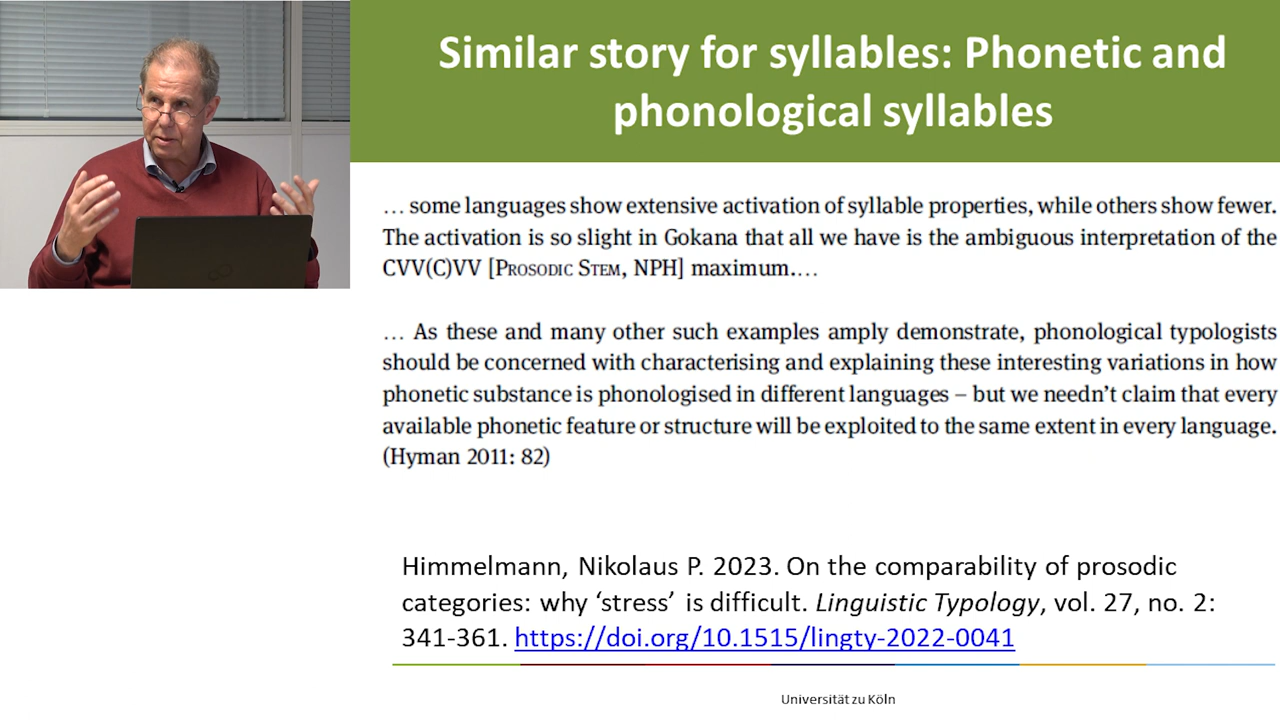 Similar story for syllables: Phonetic and
phonological syllables
… some languages show extensive activation of syllable properties, while others show fewer.
The activation is so slight in Gokana that all we have is the ambiguous interpretation of the
CVV(C)VV [PROSODIC STEM, NPH] maximum.…
… As these and many other such examples amply demonstrate, phonological typologists
should be concerned with characterising and explaining these interesting variations in how
phonetic substance is phonologised in different languages – but we needn’t claim that every
available phonetic feature or structure will be exploited to the same extent in every language.
(Hyman 2011: 82)
Himmelmann, Nikolaus P. 2023. On the comparability of prosodic
categories: why ‘stress’ is difficult. Linguistic Typology, vol. 27, no. 2:
341-361. https://doi.org/10.1515/lingty-2022-0041
Universität zu Köln